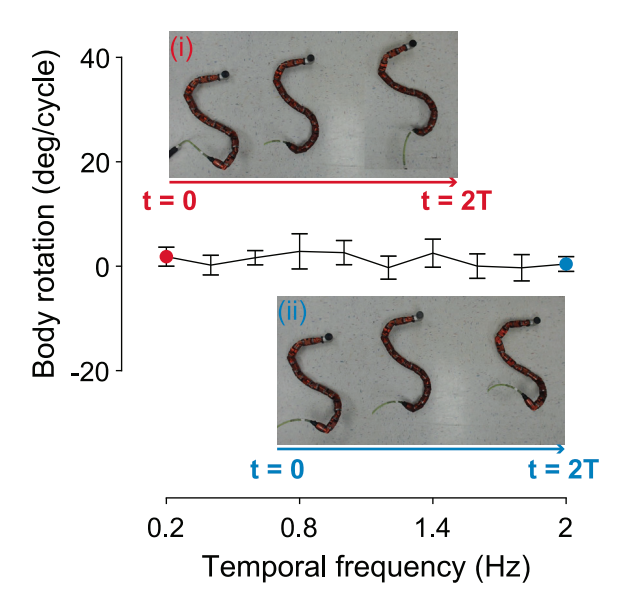 Body rotation (deg/cycle)
40
20
0
-20
(i)
t = 0
t = 2T
(ii)
t = 0
t = 2T
0.2
0.8
1.4
2
Temporal frequency (Hz)